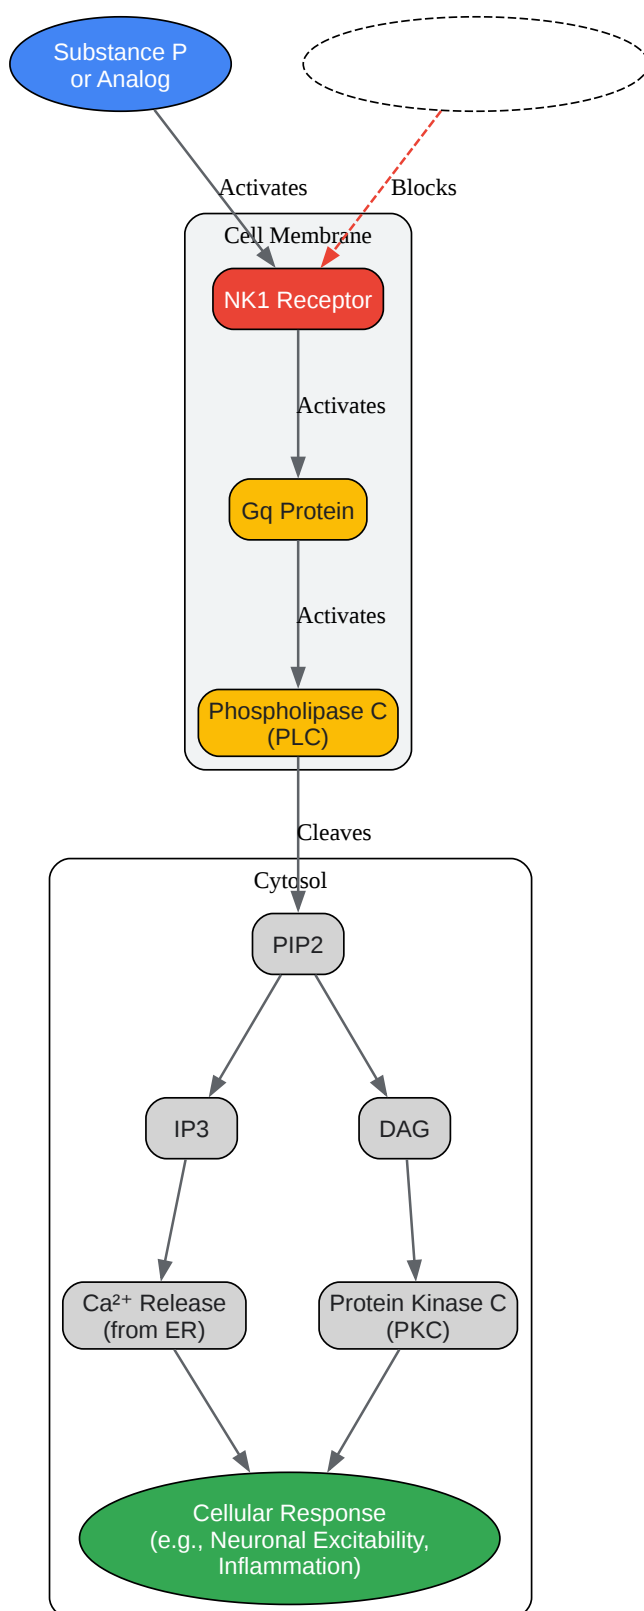 Substance P
or Analog
Activates
Blocks
Cell Membrane
NK1 Receptor
Activates
Gq Protein
Activates
Phospholipase C
(PLC)
Cleaves
Cytosol
PIP2
IP3
DAG
Ca²⁺ Release
(from ER)
Protein Kinase C
(PKC)
Cellular Response
(e.g., Neuronal Excitability,
Inflammation)